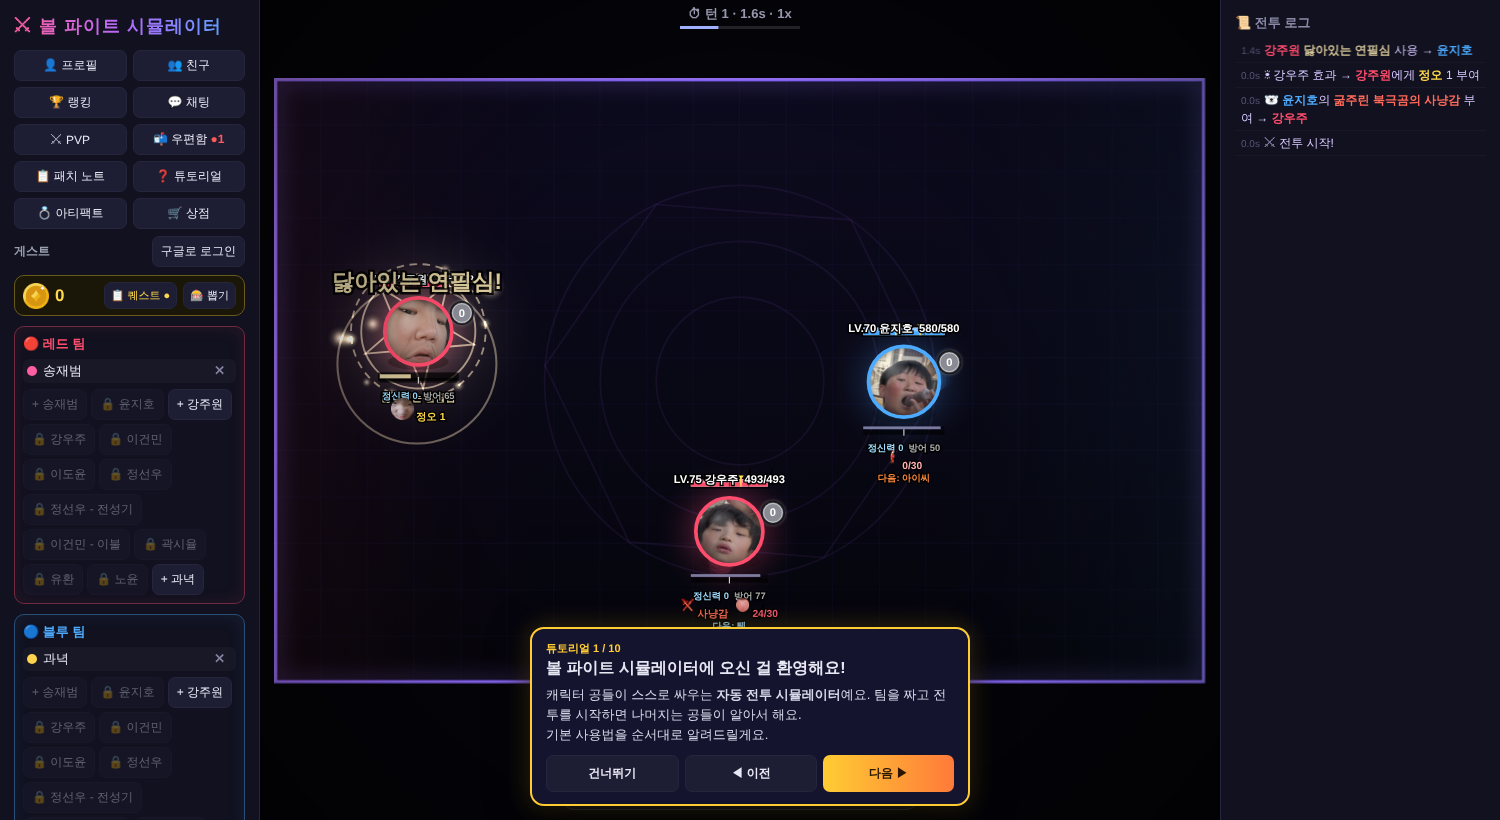 ⚔ 볼 파이트 시뮬레이터
👤 프로필
👥 친구
🏆 랭킹
💬 채팅
⚔ PVP
📬 우편함 ●1
📋 패치 노트
❓ 튜토리얼
💍 아티팩트
🛒 상점
게스트
구글로 로그인
0
📋 퀘스트 ●
🎰 뽑기
🔴 레드 팀
송재범 ✕
+ 송재범
🔒 윤지호
+ 강주원
🔒 강우주
🔒 이건민
🔒 이도윤
🔒 정선우
🔒 정선우 - 전성기
🔒 이건민 - 이불
🔒 곽시율
🔒 유환
🔒 노윤
+ 과녁
🔵 블루 팀
과녁 ✕
+ 송재범
🔒 윤지호
+ 강주원
🔒 강우주
🔒 이건민
🔒 이도윤
🔒 정선우
🔒 정선우 - 전성기
⏱ 턴 1 · 1.6s · 1x
닳아있는 연필심!
0
정신력 0 방어 65
정오 1
LV.70 윤지호 580/580
0
정신력 0 방어 50
0/30
다음: 아이씨
LV.75 강우주 493/493
0
정신력 0 방어 77
사냥감 24/30
다음:
튜토리얼 1 / 10
볼 파이트 시뮬레이터에 오신 걸 환영해요!
캐릭터 공들이 스스로 싸우는 자동 전투 시뮬레이터예요. 팀을 짜고 전
투를 시작하면 나머지는 공들이 알아서 해요.
기본 사용법을 순서대로 알려드릴게요.
건너뛰기
◀ 이전
다음 ▶
📜 전투 로그
1.4s 강주원 닳아있는 연필심 사용 → 윤지호
0.0s ☀ 강우주 효과 → 강주원에게 정오 1 부여
0.0s 🐻‍❄️ 윤지호의 굶주린 북극곰의 사냥감 부
여 → 강우주
0.0s ⚔ 전투 시작!